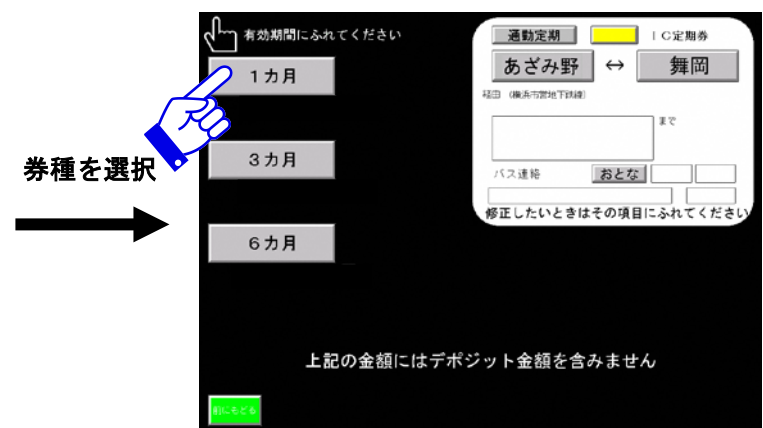 有効期間にふれてください
1カ月
3カ月
6カ月
券種を選択
通勤定期 IC定期券
あざみ野 ↔ 舞岡
経由 (横浜市営地下鉄線)
まで
バス連絡 おとな
修正したいときはその項目にふれてください
上記の金額にはデポジット金額を含みません
前にもどる